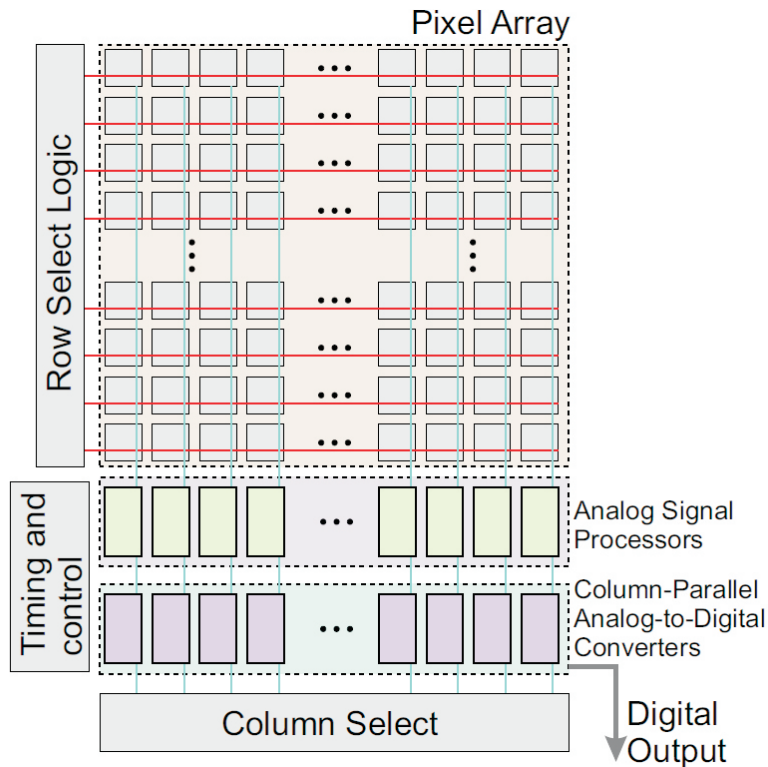 Pixel Array
Row Select Logic
Timing and
control
Analog Signal
Processors
Column-Parallel
Analog-to-Digital
Converters
Column Select
Digital
Output